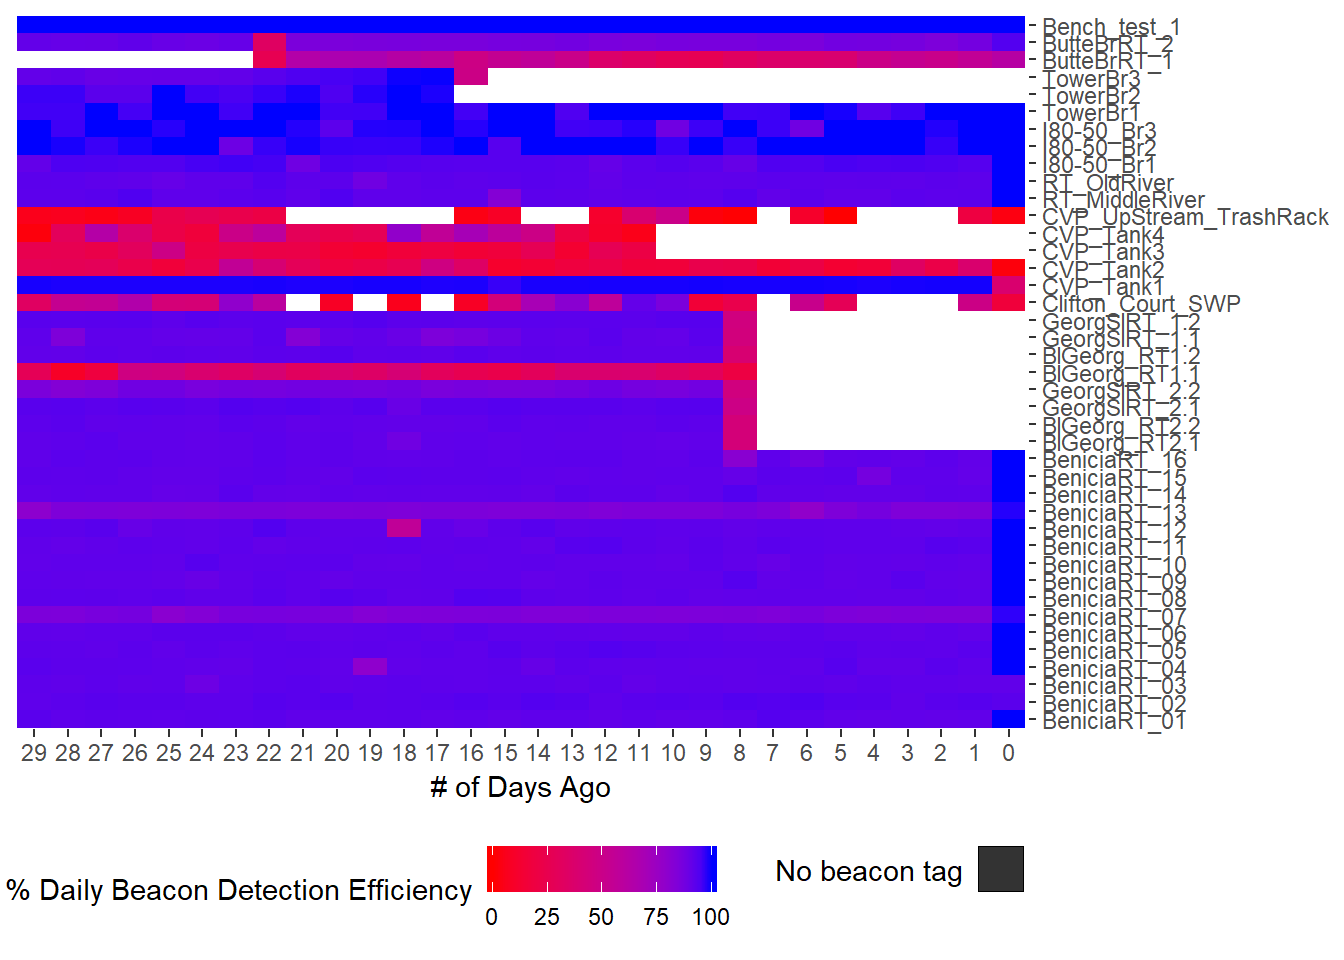 Bench_test_1
ButteBrRT_2
ButteBrRT_1
TowerBr3
TowerBr2
TowerBr1
I80-50_Br3
I80-50_Br2
I80-50_Br1
RT_OldRiver
RT_MiddleRiver
CVP_UpStream_TrashRack
CVP_Tank4
CVP_Tank3
CVP_Tank2
CVP_Tank1
Clifton_Court_SWP
GeorgSlRT_1.2
GeorgSlRT_1.1
BlGeorg_RT1.2
BlGeorg_RT1.1
GeorgSlRT_2.2
GeorgSlRT_2.1
BlGeorg_RT2.2
BlGeorg_RT2.1
BeniciaRT_16
BeniciaRT_15
BeniciaRT_14
BeniciaRT_13
BeniciaRT_12
BeniciaRT_11
BeniciaRT_10
BeniciaRT_09
BeniciaRT_08
BeniciaRT_07
BeniciaRT_06
BeniciaRT_05
BeniciaRT_04
BeniciaRT_03
BeniciaRT_02
BeniciaRT_01
29 28 27 26 25 24 23 22 21 20 19 18 17 16 15 14 13 12 11 10 9 8 7 6 5 4 3 2 1 0
# of Days Ago
% Daily Beacon Detection Efficiency
0 25 50 75 100
No beacon tag